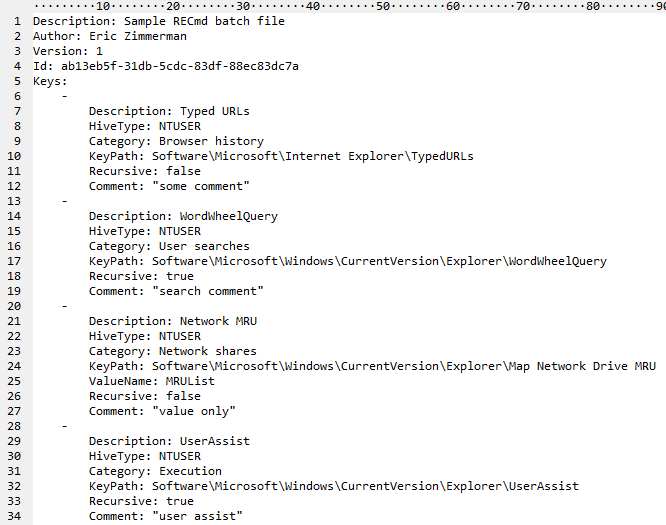 ·········10········20········30········40········50········60········70········80········90
1 Description: Sample RECmd batch file
2 Author: Eric Zimmerman
3 Version: 1
4 Id: ab13eb5f-31db-5cdc-83df-88ec83dc7a
5 Keys:
6     -
7         Description: Typed URLs
8         HiveType: NTUSER
9         Category: Browser history
10         KeyPath: Software\Microsoft\Internet Explorer\TypedURLs
11         Recursive: false
12         Comment: "some comment"
13     -
14         Description: WordWheelQuery
15         HiveType: NTUSER
16         Category: User searches
17         KeyPath: Software\Microsoft\Windows\CurrentVersion\Explorer\WordWheelQuery
18         Recursive: true
19         Comment: "search comment"
20     -
21         Description: Network MRU
22         HiveType: NTUSER
23         Category: Network shares
24         KeyPath: Software\Microsoft\Windows\CurrentVersion\Explorer\Map Network Drive MRU
25         ValueName: MRUList
26         Recursive: false
27         Comment: "value only"
28     -
29         Description: UserAssist
30         HiveType: NTUSER
31         Category: Execution
32         KeyPath: Software\Microsoft\Windows\CurrentVersion\Explorer\UserAssist
33         Recursive: true
34         Comment: "user assist"